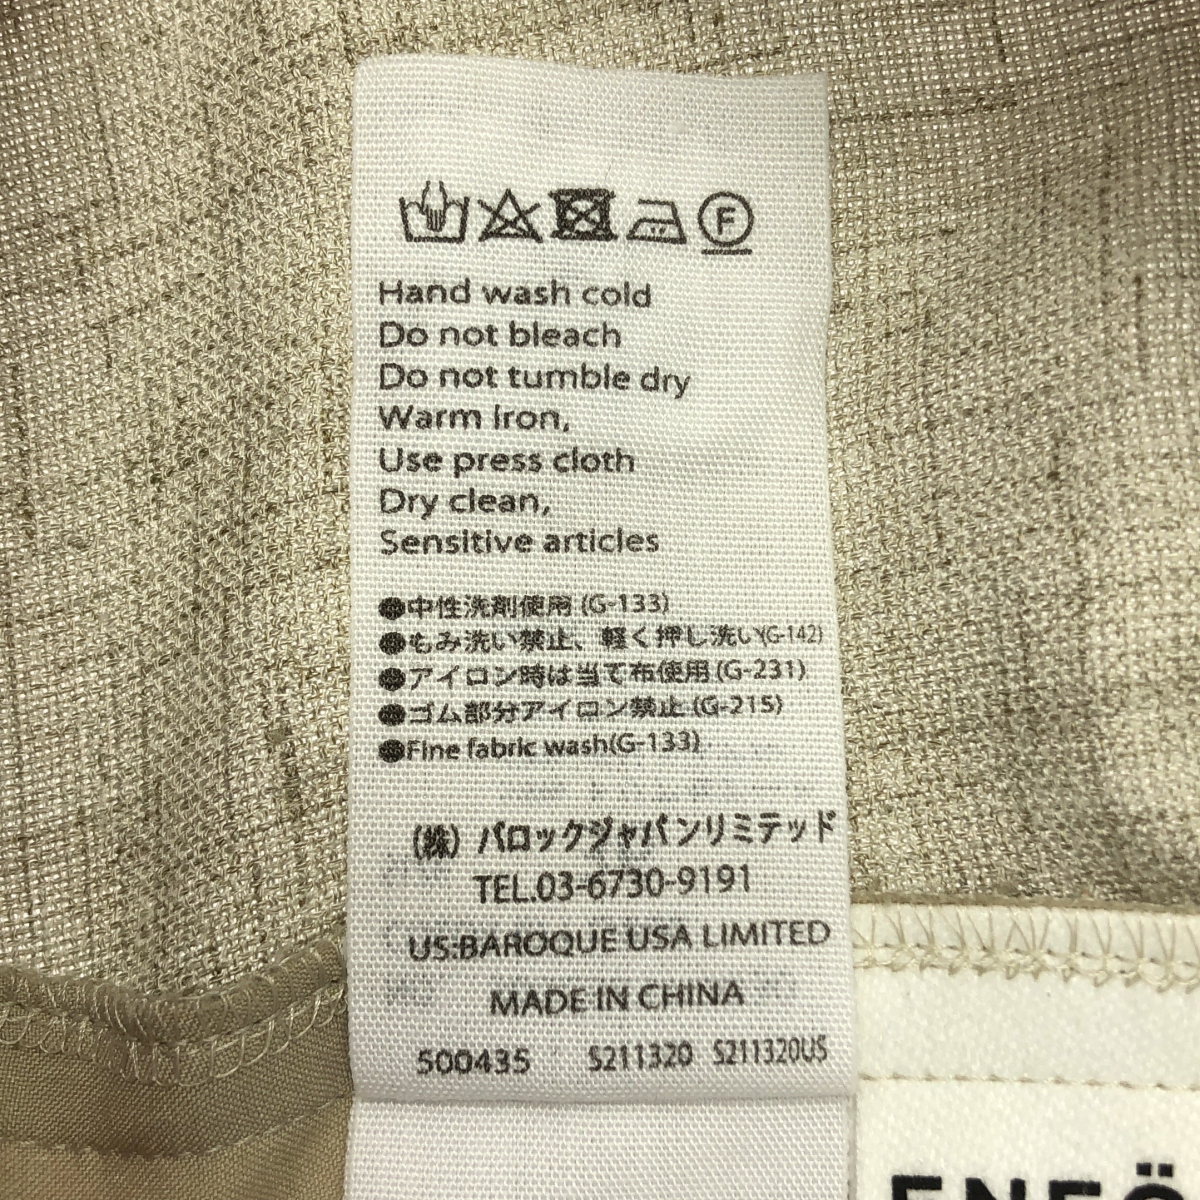 F
Hand wash cold
Do not bleach
Do not tumble dry
Warm iron,
Use press cloth
Dry clean,
Sensitive articles
●中性洗剤使用(G-133)
●もみ洗い禁止、軽く押し洗い(G-142)
●アイロン時は当て布使用(G-231)
●ゴム部分アイロン禁止(G-215)
●Fine fabric wash(G-133)
(株)バロックジャパンリミテッド
TEL.03-6730-9191
US:BAROQUE USA LIMITED
MADE IN CHINA
500435 S211320 S211320US